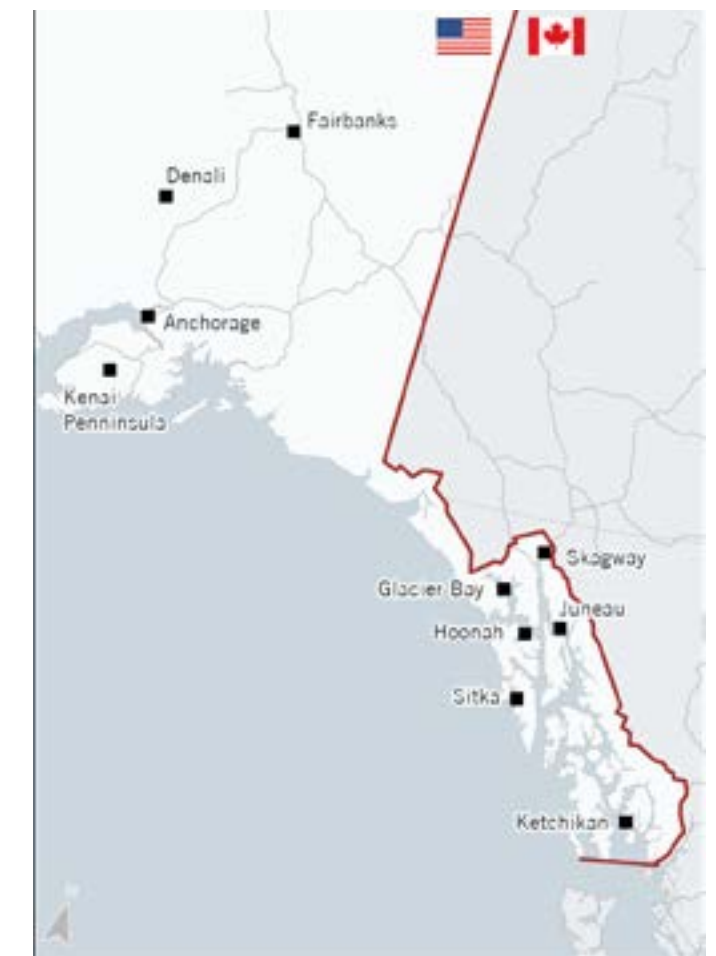 Fairbanks
Denali
Anchorage
Kenai
Penninsula
Skagway
Glacier Bay
Juneau
Hoonah
Sitka
Ketchikan